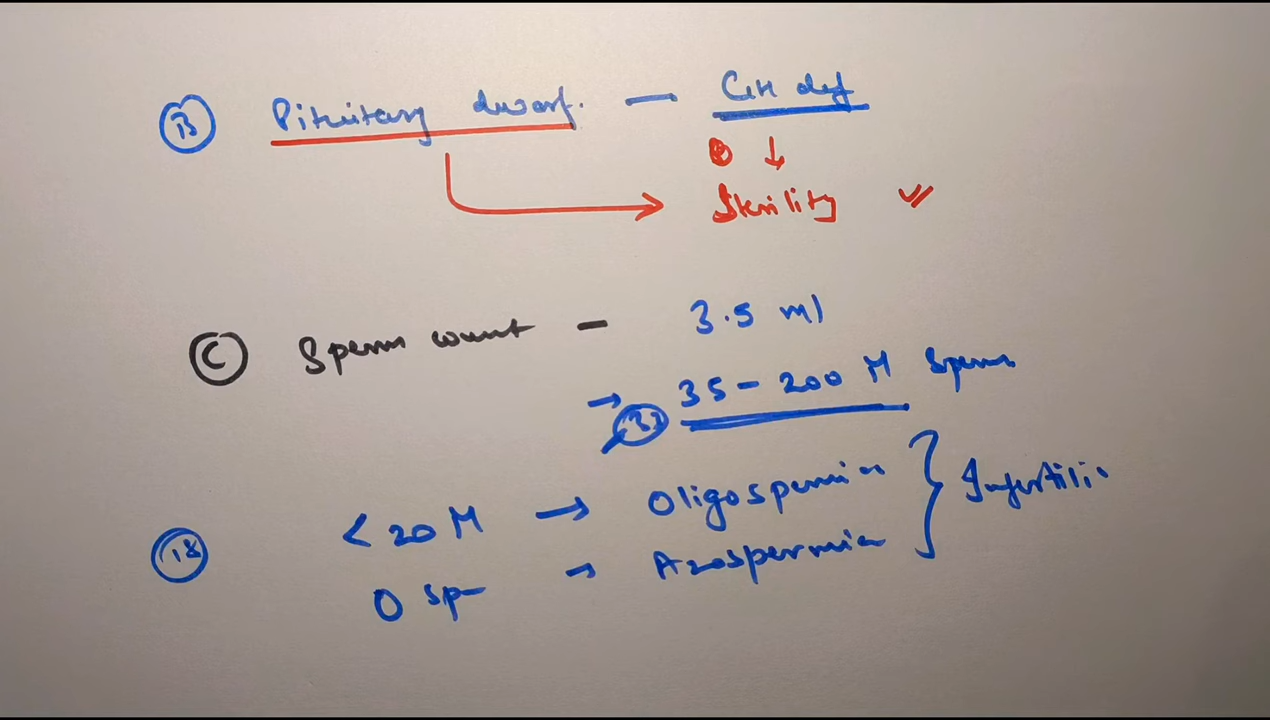 B Pituitary dwarf. - GH def
↓
Sterility ✓
C Sperm count - 3.5 ml
→ 35 - 200 M Sperm
< 20 M → Oligospermia } Infertili
18
0 sp → Azospermia